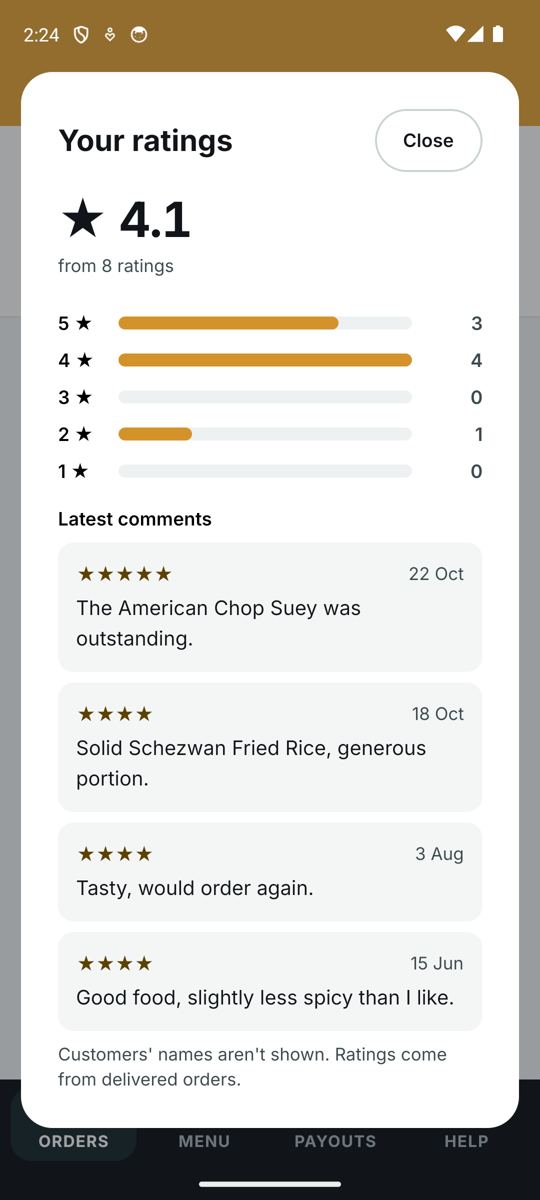 2:24
Your ratings
Close
★ 4.1
from 8 ratings
5 ★ 3
4 ★ 4
3 ★ 0
2 ★ 1
1 ★ 0
Latest comments
★★★★★ 22 Oct
The American Chop Suey was
outstanding.
★★★★ 18 Oct
Solid Schezwan Fried Rice, generous
portion.
★★★★ 3 Aug
Tasty, would order again.
★★★★ 15 Jun
Good food, slightly less spicy than I like.
Customers' names aren't shown. Ratings come
from delivered orders.
ORDERS MENU PAYOUTS HELP